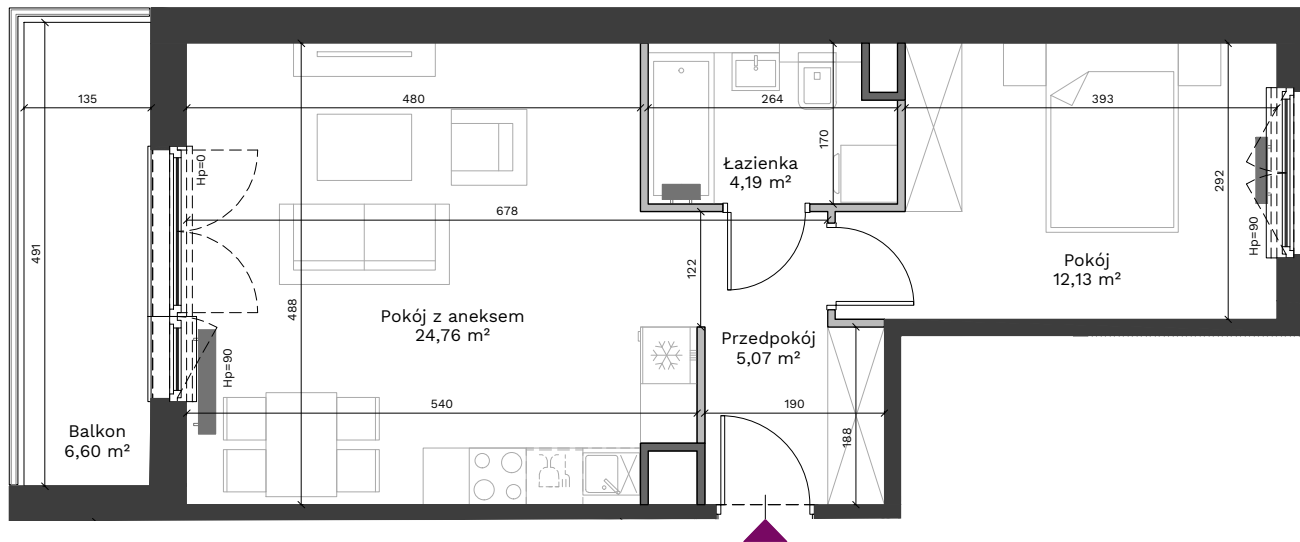 135
480
264
393
Hp=0
170
Łazienka
4,19 m²
292
678
Hp=90
491
122
Pokój
12,13 m²
488
Pokój z aneksem
24,76 m²
Przedpokój
5,07 m²
Hp=90
540
190
188
Balkon
6,60 m²